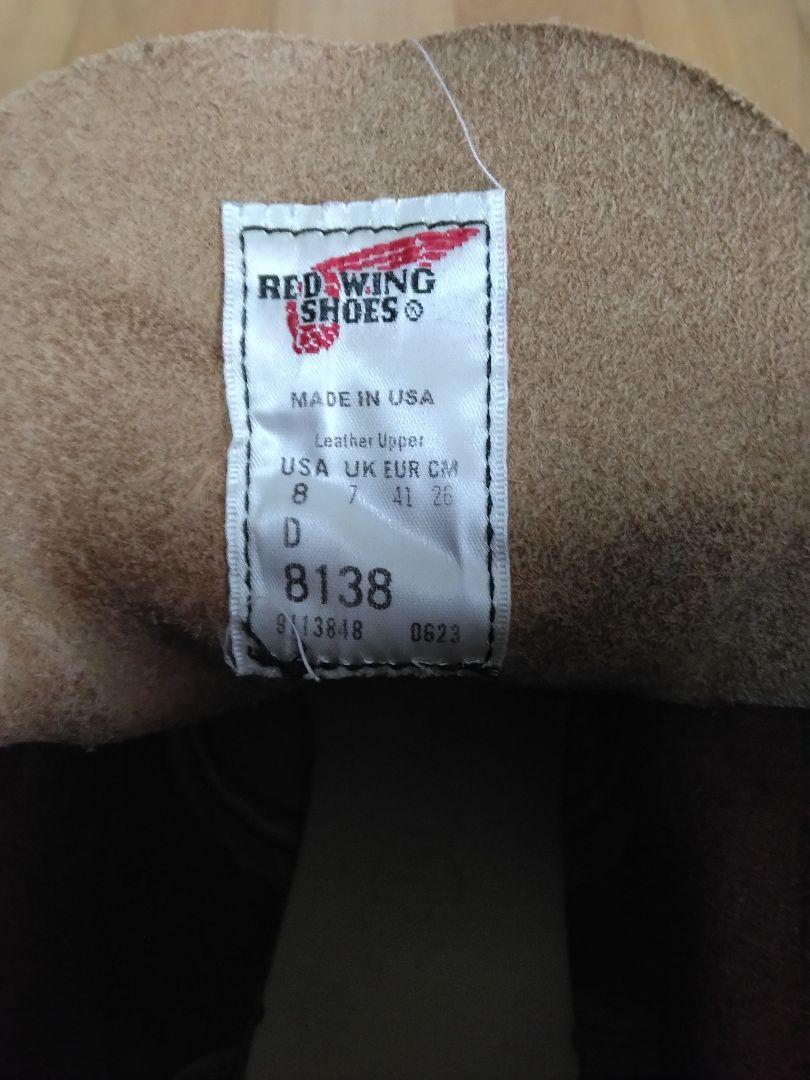 RED WING
SHOES ®
MADE IN USA
Leather Upper
USA UK EUR CM
8 7 41 26
D
8138
9113848 0623